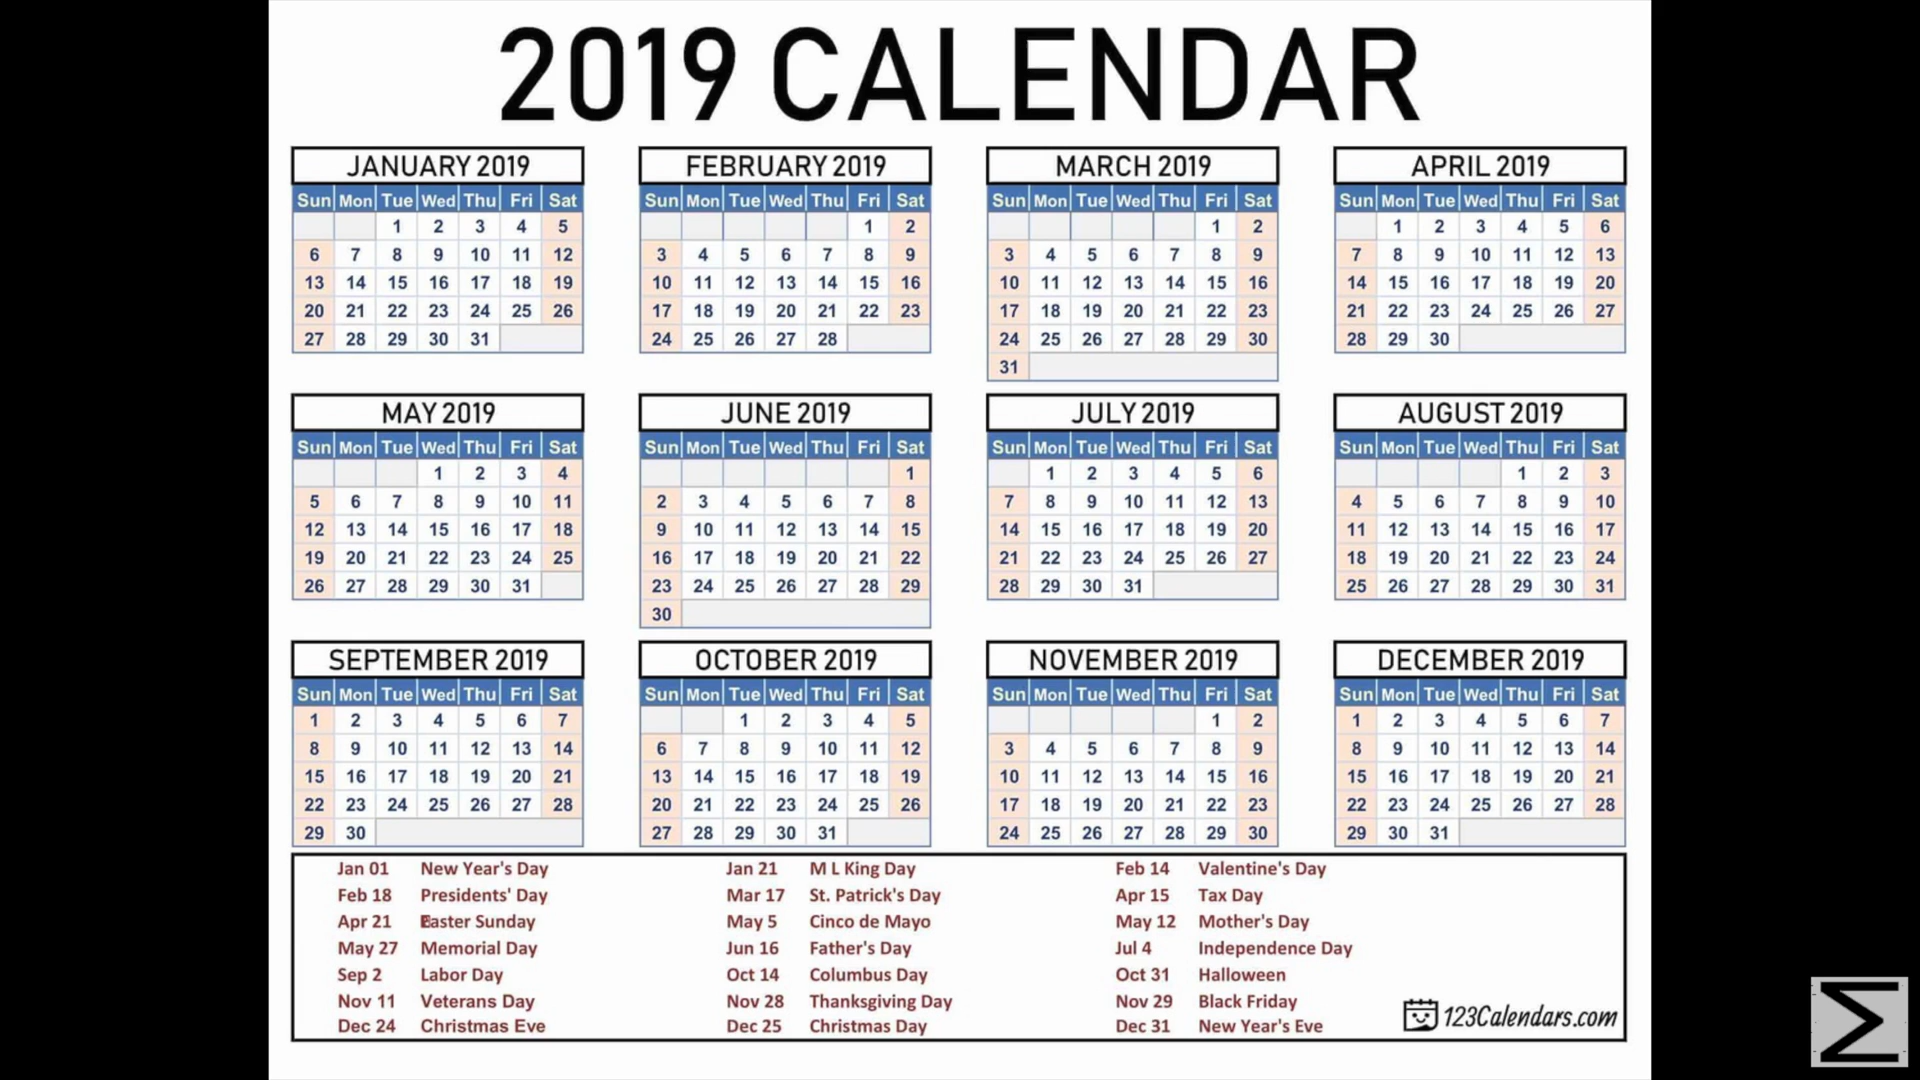 2019 CALENDAR
JANUARY 2019 FEBRUARY 2019 MARCH 2019 APRIL 2019
Sun Mon Tue Wed Thu Fri Sat Sun Mon Tue Wed Thu Fri Sat Sun Mon Tue Wed Thu Fri Sat Sun Mon Tue Wed Thu Fri Sat
1 2 3 4 5 1 2 1 2 1 2 3 4 5 6
6 7 8 9 10 11 12 3 4 5 6 7 8 9 3 4 5 6 7 8 9 7 8 9 10 11 12 13
13 14 15 16 17 18 19 10 11 12 13 14 15 16 10 11 12 13 14 15 16 14 15 16 17 18 19 20
20 21 22 23 24 25 26 17 18 19 20 21 22 23 17 18 19 20 21 22 23 21 22 23 24 25 26 27
27 28 29 30 31 24 25 26 27 28 24 25 26 27 28 29 30 28 29 30
31
MAY 2019 JUNE 2019 JULY 2019 AUGUST 2019
Sun Mon Tue Wed Thu Fri Sat Sun Mon Tue Wed Thu Fri Sat Sun Mon Tue Wed Thu Fri Sat Sun Mon Tue Wed Thu Fri Sat
1 2 3 4 1 1 2 3 4 5 6 1 2 3
5 6 7 8 9 10 11 2 3 4 5 6 7 8 7 8 9 10 11 12 13 4 5 6 7 8 9 10
12 13 14 15 16 17 18 9 10 11 12 13 14 15 14 15 16 17 18 19 20 11 12 13 14 15 16 17
19 20 21 22 23 24 25 16 17 18 19 20 21 22 21 22 23 24 25 26 27 18 19 20 21 22 23 24
26 27 28 29 30 31 23 24 25 26 27 28 29 28 29 30 31 25 26 27 28 29 30 31
30
SEPTEMBER 2019 OCTOBER 2019 NOVEMBER 2019 DECEMBER 2019
Sun Mon Tue Wed Thu Fri Sat Sun Mon Tue Wed Thu Fri Sat Sun Mon Tue Wed Thu Fri Sat Sun Mon Tue Wed Thu Fri Sat
1 2 3 4 5 6 7 1 2 3 4 5 1 2 1 2 3 4 5 6 7
8 9 10 11 12 13 14 6 7 8 9 10 11 12 3 4 5 6 7 8 9 8 9 10 11 12 13 14
15 16 17 18 19 20 21 13 14 15 16 17 18 19 10 11 12 13 14 15 16 15 16 17 18 19 20 21
22 23 24 25 26 27 28 20 21 22 23 24 25 26 17 18 19 20 21 22 23 22 23 24 25 26 27 28
29 30 27 28 29 30 31 24 25 26 27 28 29 30 29 30 31
Jan 01 New Year's Day Jan 21 M L King Day Feb 14 Valentine's Day
Feb 18 Presidents' Day Mar 17 St. Patrick's Day Apr 15 Tax Day
Apr 21 Easter Sunday May 5 Cinco de Mayo May 12 Mother's Day
May 27 Memorial Day Jun 16 Father's Day Jul 4 Independence Day
Sep 2 Labor Day Oct 14 Columbus Day Oct 31 Halloween
Nov 11 Veterans Day Nov 28 Thanksgiving Day Nov 29 Black Friday
Dec 24 Christmas Eve Dec 25 Christmas Day Dec 31 New Year's Eve
123Calendars.com
Σ